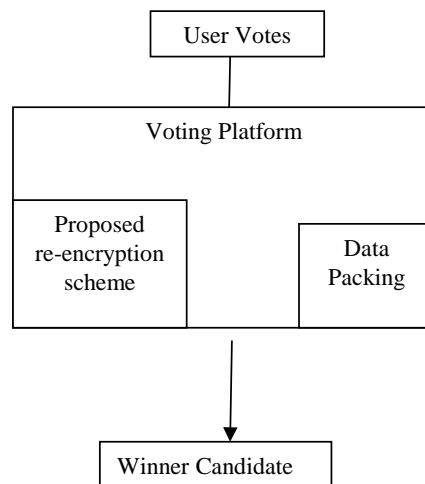 User Votes
Voting Platform
Proposed
re-encryption
scheme
Data
Packing
Winner Candidate